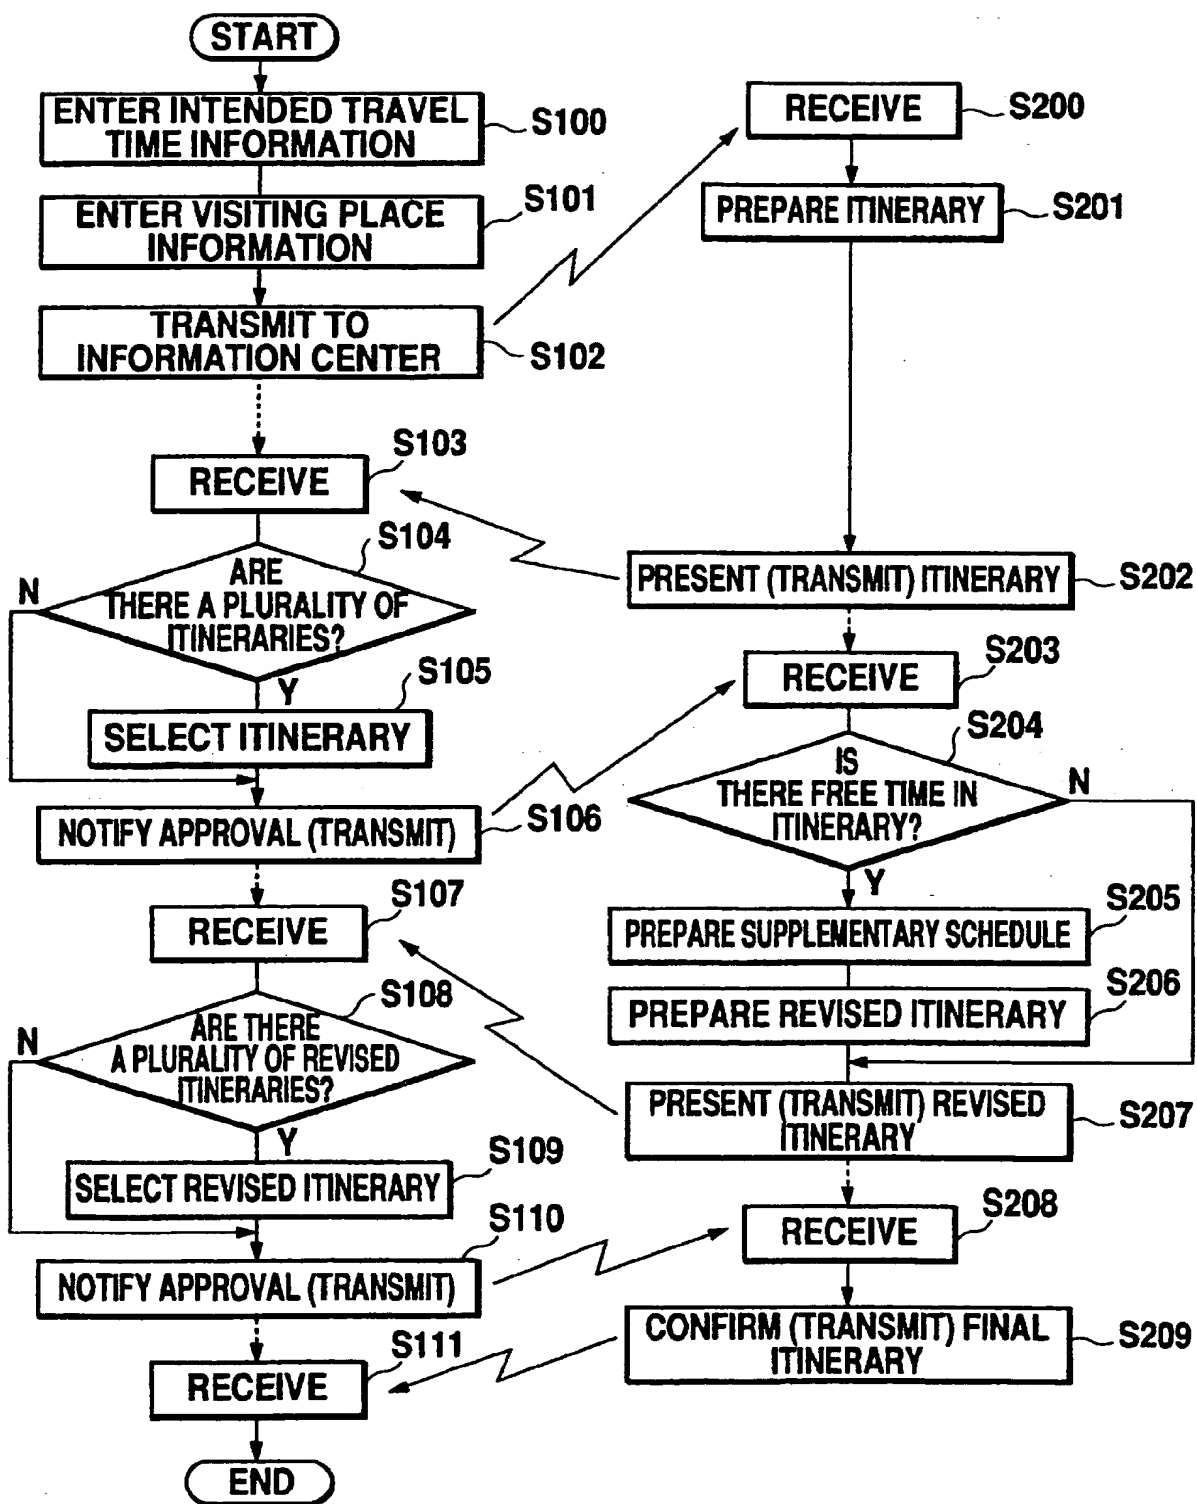 START
ENTER INTENDED TRAVEL
TIME INFORMATION
S100
ENTER VISITING PLACE
INFORMATION
S101
TRANSMIT TO
INFORMATION CENTER
S102
RECEIVE
S103
ARE
THERE A PLURALITY OF
ITINERARIES?
S104
N
Y
SELECT ITINERARY
S105
NOTIFY APPROVAL (TRANSMIT)
S106
RECEIVE
S107
ARE THERE
A PLURALITY OF REVISED
ITINERARIES?
S108
N
Y
SELECT REVISED ITINERARY
S109
NOTIFY APPROVAL (TRANSMIT)
S110
RECEIVE
S111
END
RECEIVE
S200
PREPARE ITINERARY
S201
PRESENT (TRANSMIT) ITINERARY
S202
RECEIVE
S203
IS
THERE FREE TIME IN
ITINERARY?
S204
N
Y
PREPARE SUPPLEMENTARY SCHEDULE
S205
PREPARE REVISED ITINERARY
S206
PRESENT (TRANSMIT) REVISED
ITINERARY
S207
RECEIVE
S208
CONFIRM (TRANSMIT) FINAL
ITINERARY
S209